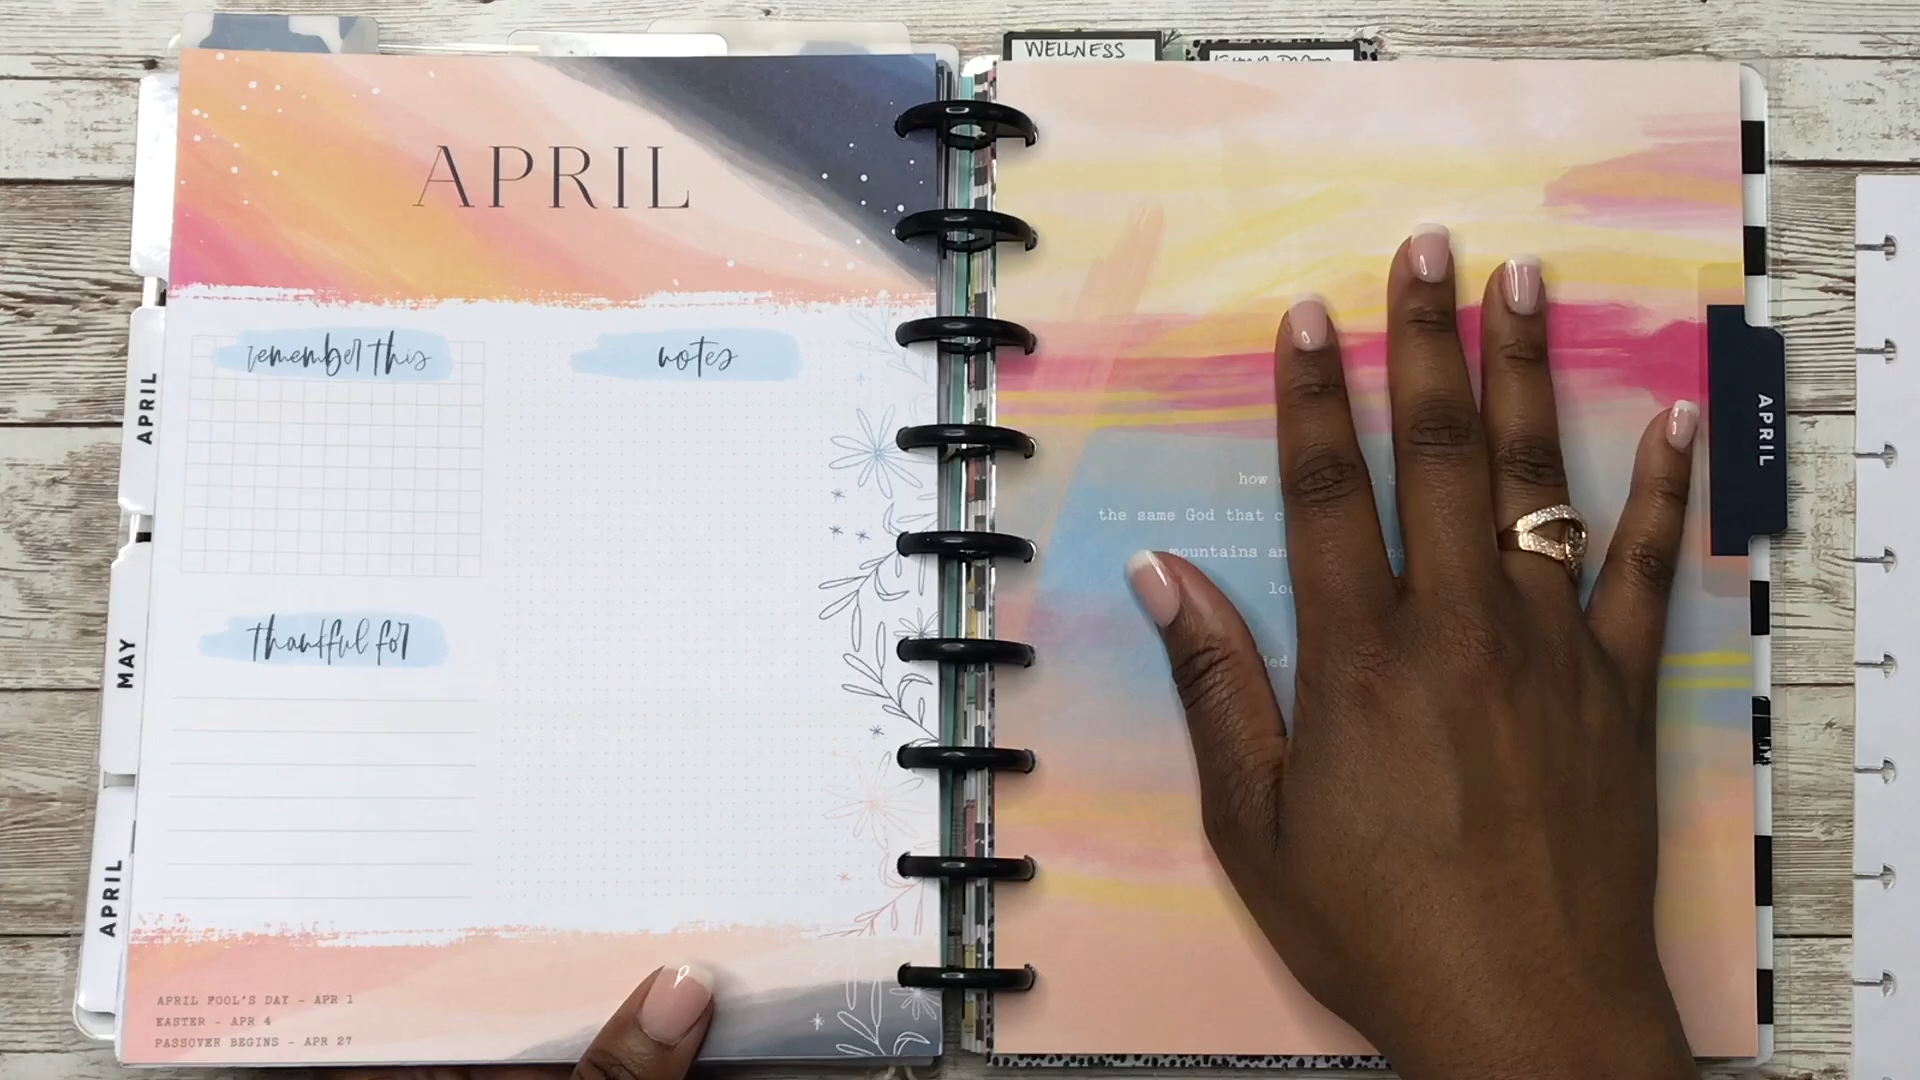 WELLNESS
APRIL
remember this
notes
thankful for
APRIL
MAY
APRIL
APRIL FOOL'S DAY - APR 1
EASTER - APR 4
PASSOVER BEGINS - APR 27
how
the same God that
mountains
APRIL